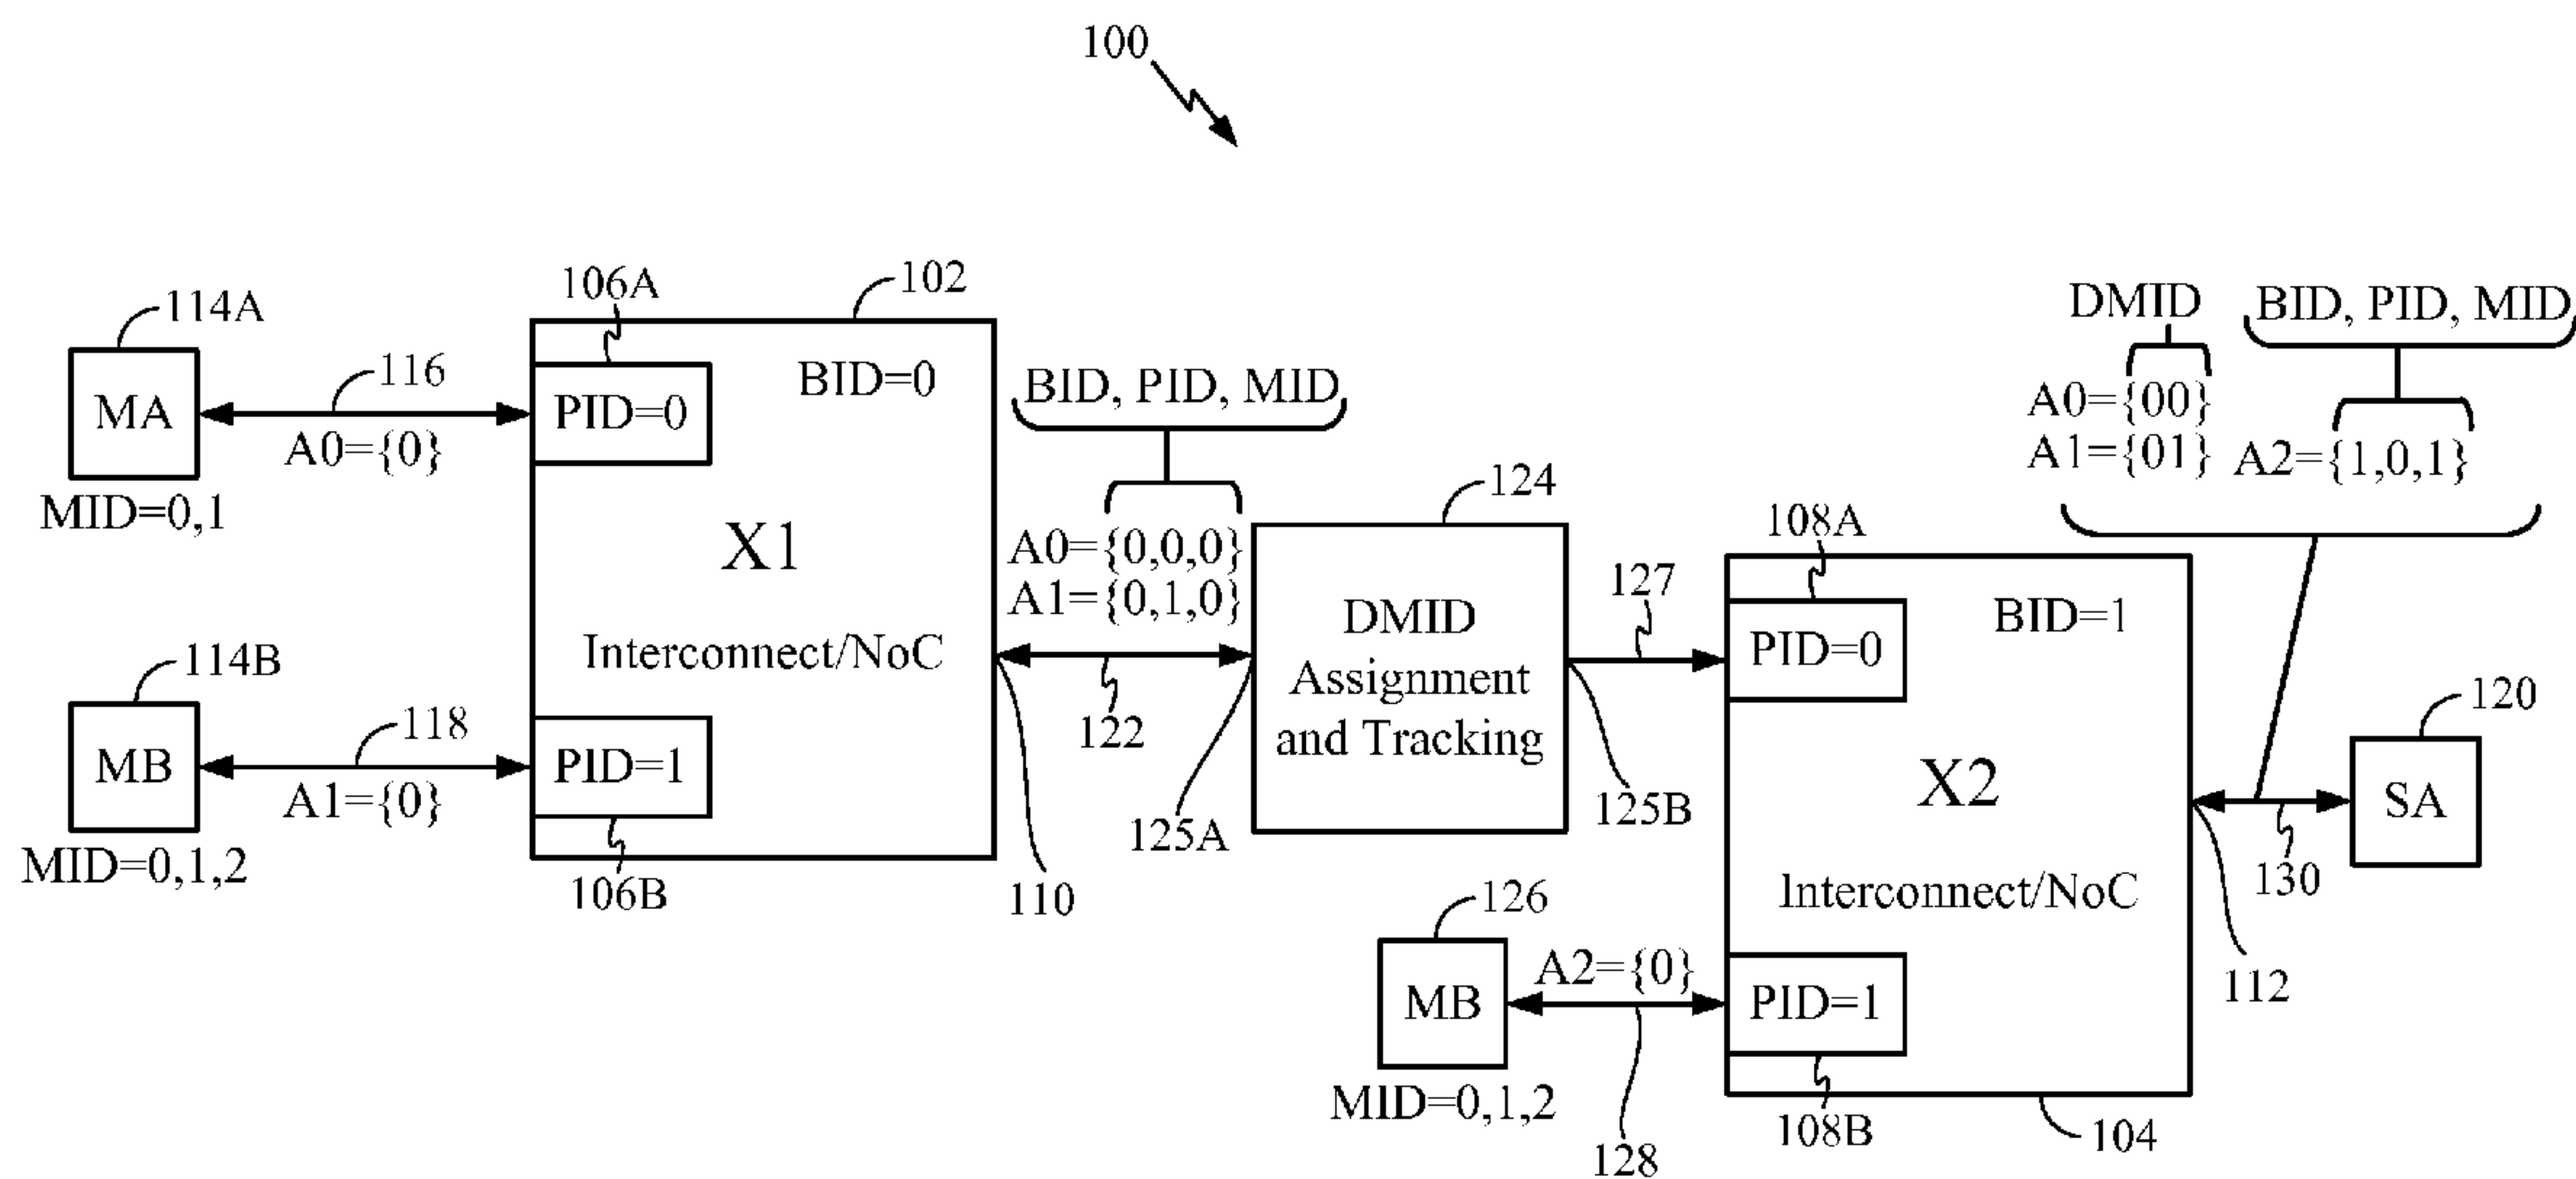 100
114A
MA
MID=0,1
116
A0={0}
106A
PID=0
102
BID=0
X1
Interconnect/NoC
114B
MB
MID=0,1,2
118
A1={0}
PID=1
106B
BID, PID, MID
A0={0,0,0}
A1={0,1,0}
122
110
124
DMID
Assignment
and Tracking
125A
125B
127
108A
PID=0
BID=1
X2
Interconnect/NoC
126
MB
MID=0,1,2
A2={0}
128
PID=1
108B
104
112
DMID
A0={00}
A1={01}
BID, PID, MID
A2={1,0,1}
130
120
SA